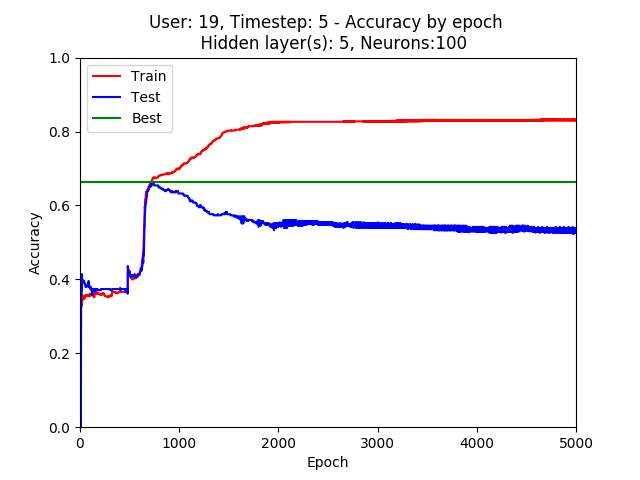 User: 19, Timestep: 5 - Accuracy by epoch
Hidden layer(s): 5, Neurons:100
Train
Test
Best
1.0
0.8
0.6
0.4
0.2
0.0
Accuracy
0 1000 2000 3000 4000 5000
Epoch